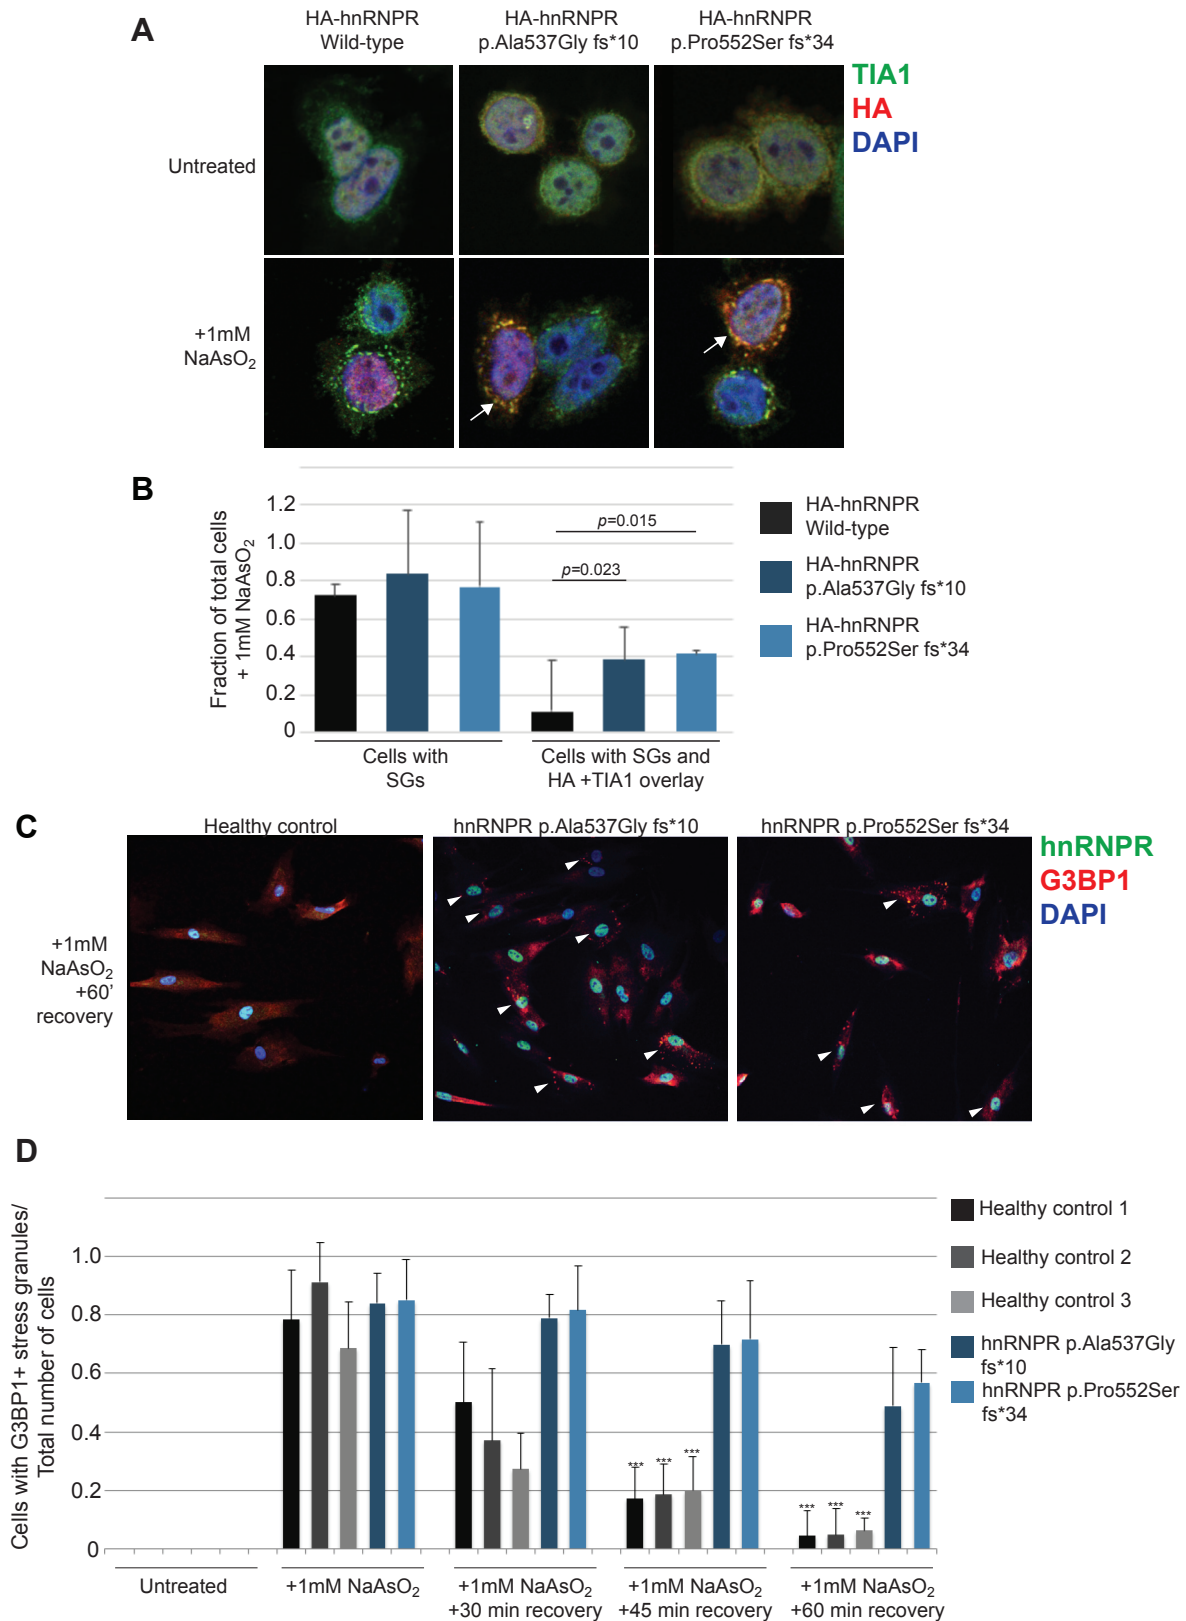 A
HA-hnRNPR
Wild-type
HA-hnRNPR
p.Ala537Gly fs*10
HA-hnRNPR
p.Pro552Ser fs*34
TIA1
HA
DAPI
Untreated
+1mM
NaAsO2
B
Fraction of total cells
+ 1mM NaAsO2
1.2
1.0
0.8
0.6
0.4
0.2
0
p=0.015
p=0.023
Cells with
SGs
Cells with SGs and
HA +TIA1 overlay
HA-hnRNPR
Wild-type
HA-hnRNPR
p.Ala537Gly fs*10
HA-hnRNPR
p.Pro552Ser fs*34
C
Healthy control
hnRNPR p.Ala537Gly fs*10
hnRNPR p.Pro552Ser fs*34
hnRNPR
G3BP1
DAPI
+1mM
NaAsO2
+60'
recovery
D
Cells with G3BP1+ stress granules/
Total number of cells
1.0
0.8
0.6
0.4
0.2
0
*** *** ***
*** *** ***
Untreated
+1mM NaAsO2
+1mM NaAsO2
+30 min recovery
+1mM NaAsO2
+45 min recovery
+1mM NaAsO2
+60 min recovery
Healthy control 1
Healthy control 2
Healthy control 3
hnRNPR p.Ala537Gly
fs*10
hnRNPR p.Pro552Ser
fs*34